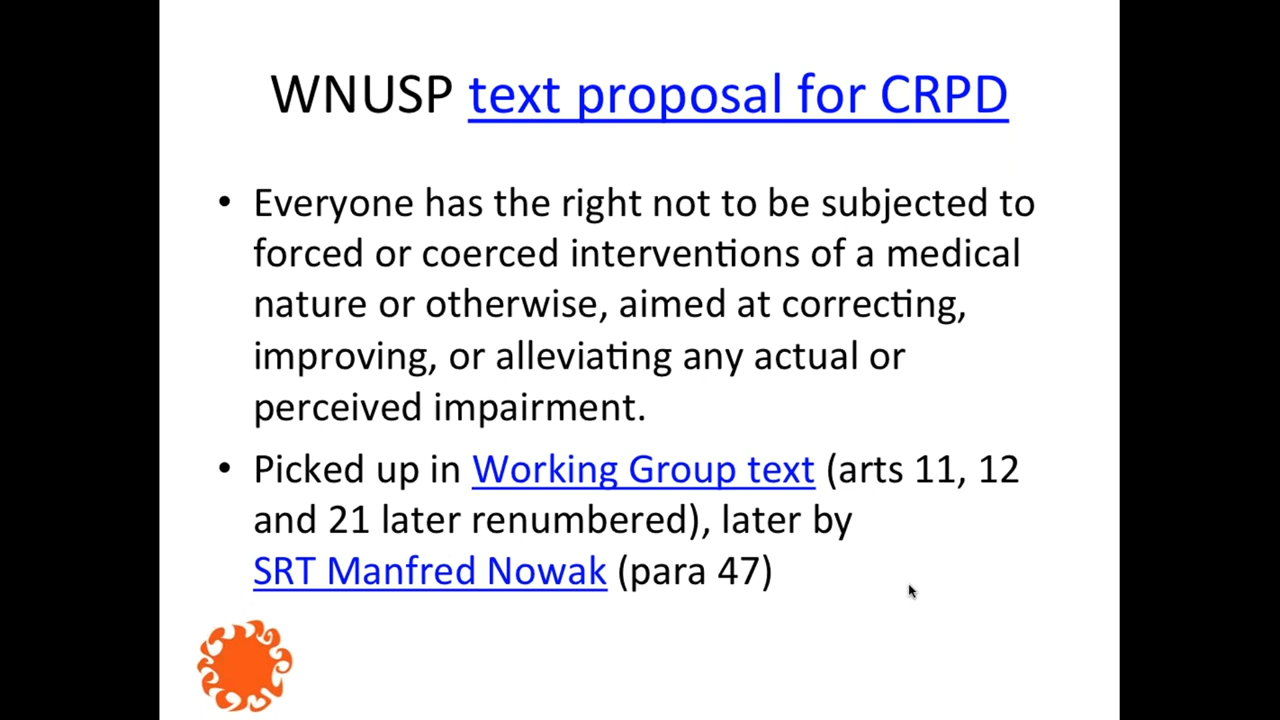 WNUSP text proposal for CRPD
• Everyone has the right not to be subjected to
forced or coerced interventions of a medical
nature or otherwise, aimed at correcting,
improving, or alleviating any actual or
perceived impairment.
• Picked up in Working Group text (arts 11, 12
and 21 later renumbered), later by
SRT Manfred Nowak (para 47)